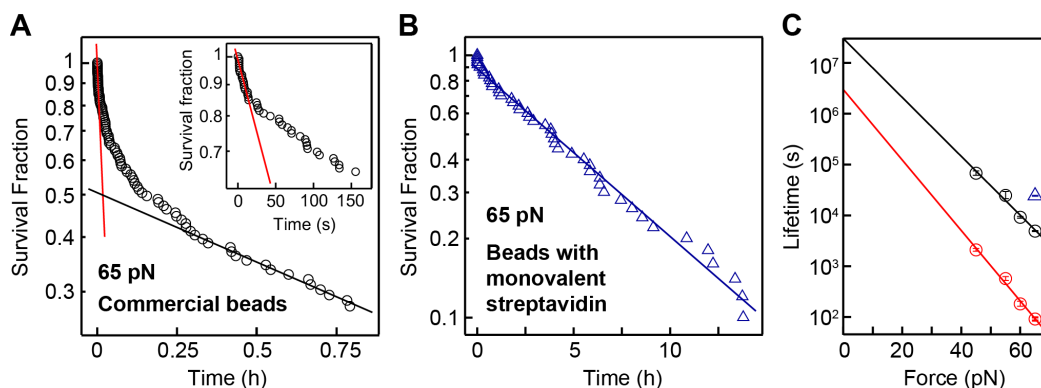 A
Survival Fraction
1
0.9
0.8
0.7
0.6
0.5
0.4
0.3
65 pN
Commercial beads
0
0.25
0.50
0.75
Time (h)
Survival fraction
1
0.9
0.8
0.7
0
50
100
150
Time (s)
B
Survival Fraction
1
0.8
0.6
0.4
0.3
0.2
0.1
65 pN
Beads with
monovalent
streptavidin
0
5
10
Time (h)
C
Lifetime (s)
10⁷
10⁶
10⁵
10⁴
10³
10²
0
20
40
60
Force (pN)